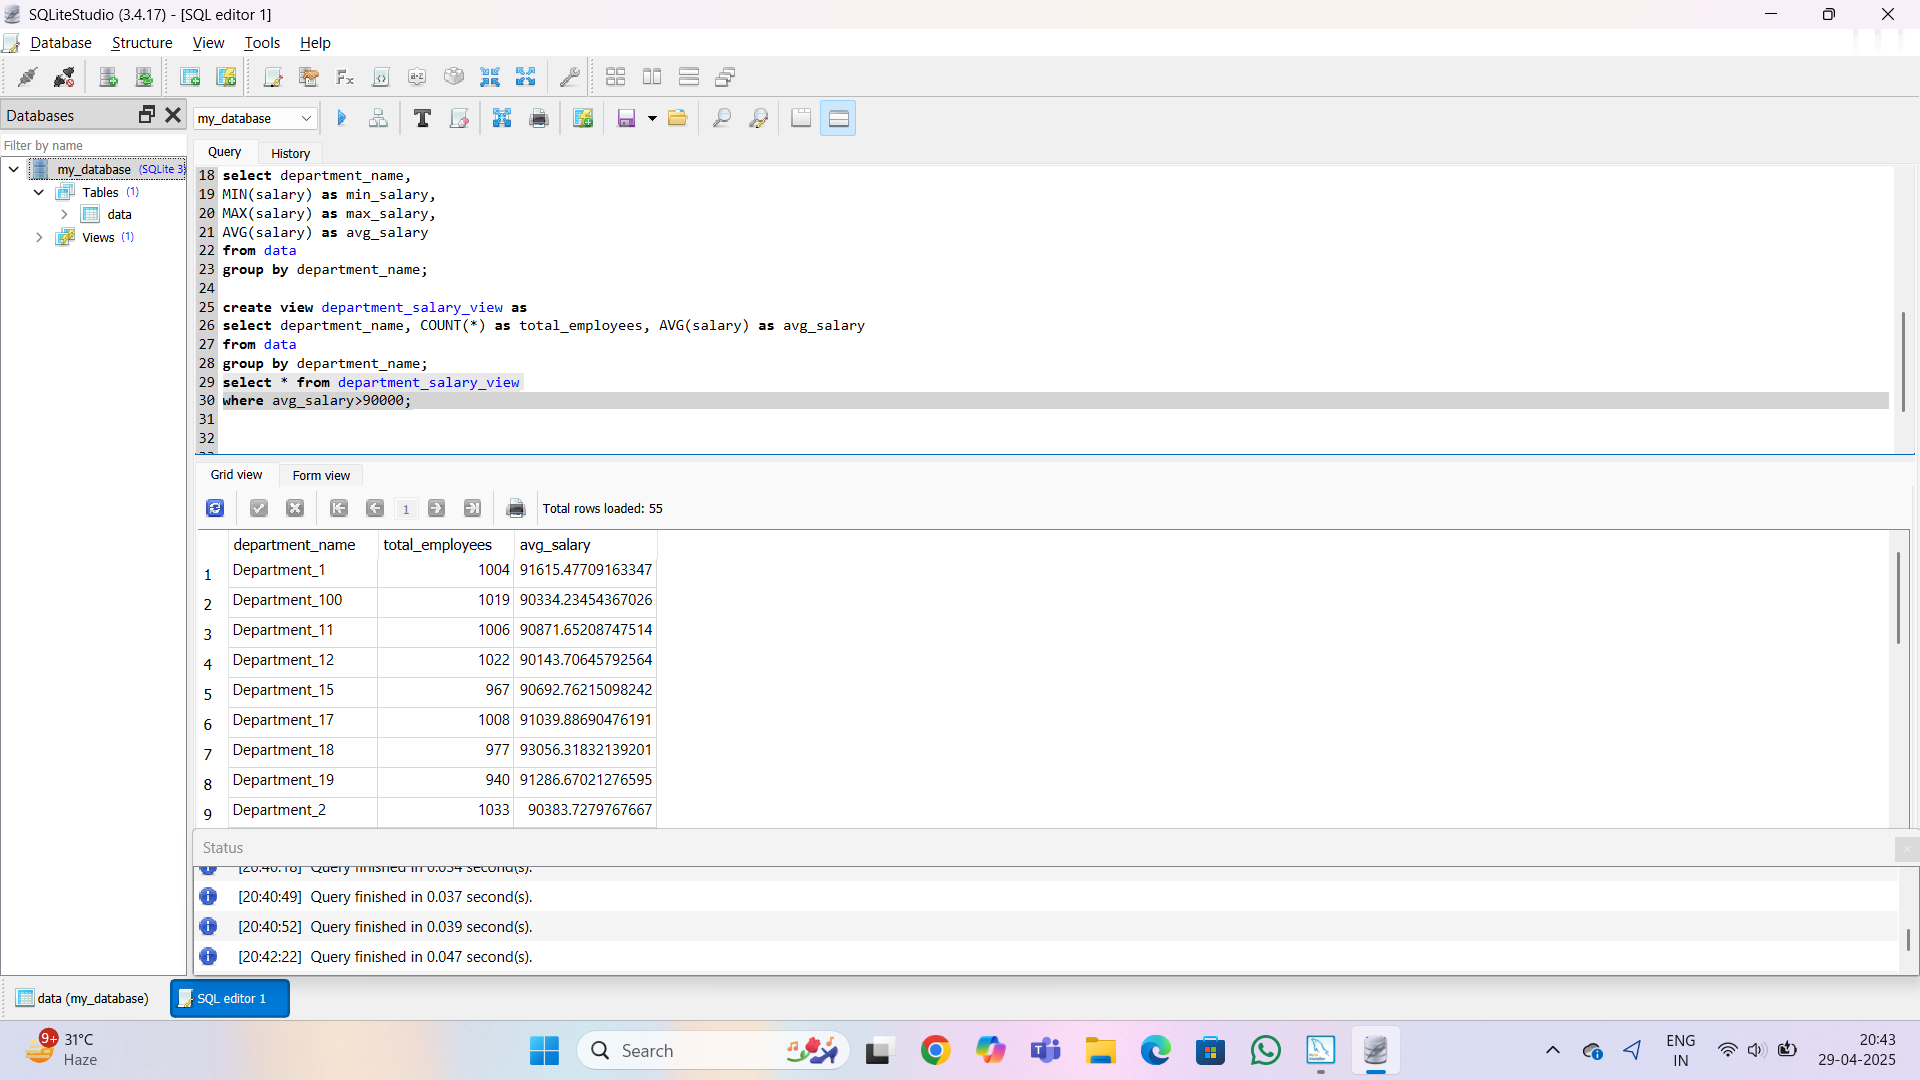 SQLiteStudio (3.4.17) - [SQL editor 1]
Database Structure View Tools Help
Databases
my_database
Filter by name
Query History
my_database (SQLite 3)
Tables (1)
data
Views (1)
18 select department_name,
19 MIN(salary) as min_salary,
20 MAX(salary) as max_salary,
21 AVG(salary) as avg_salary
22 from data
23 group by department_name;
24
25 create view department_salary_view as
26 select department_name, COUNT(*) as total_employees, AVG(salary) as avg_salary
27 from data
28 group by department_name;
29 select * from department_salary_view
30 where avg_salary>90000;
31
32
Grid view Form view
1 Total rows loaded: 55
department_name total_employees avg_salary
1 Department_1 1004 91615.47709163347
2 Department_100 1019 90334.23454367026
3 Department_11 1006 90871.65208747514
4 Department_12 1022 90143.70645792564
5 Department_15 967 90692.76215098242
6 Department_17 1008 91039.88690476191
7 Department_18 977 93056.31832139201
8 Department_19 940 91286.67021276595
9 Department_2 1033 90383.7279767667
Status
[20:40:18] Query finished in 0.034 second(s).
[20:40:49] Query finished in 0.037 second(s).
[20:40:52] Query finished in 0.039 second(s).
[20:42:22] Query finished in 0.047 second(s).
data (my_database) SQL editor 1
9+ 31°C
Haze
Search
ENG
IN
20:43
29-04-2025